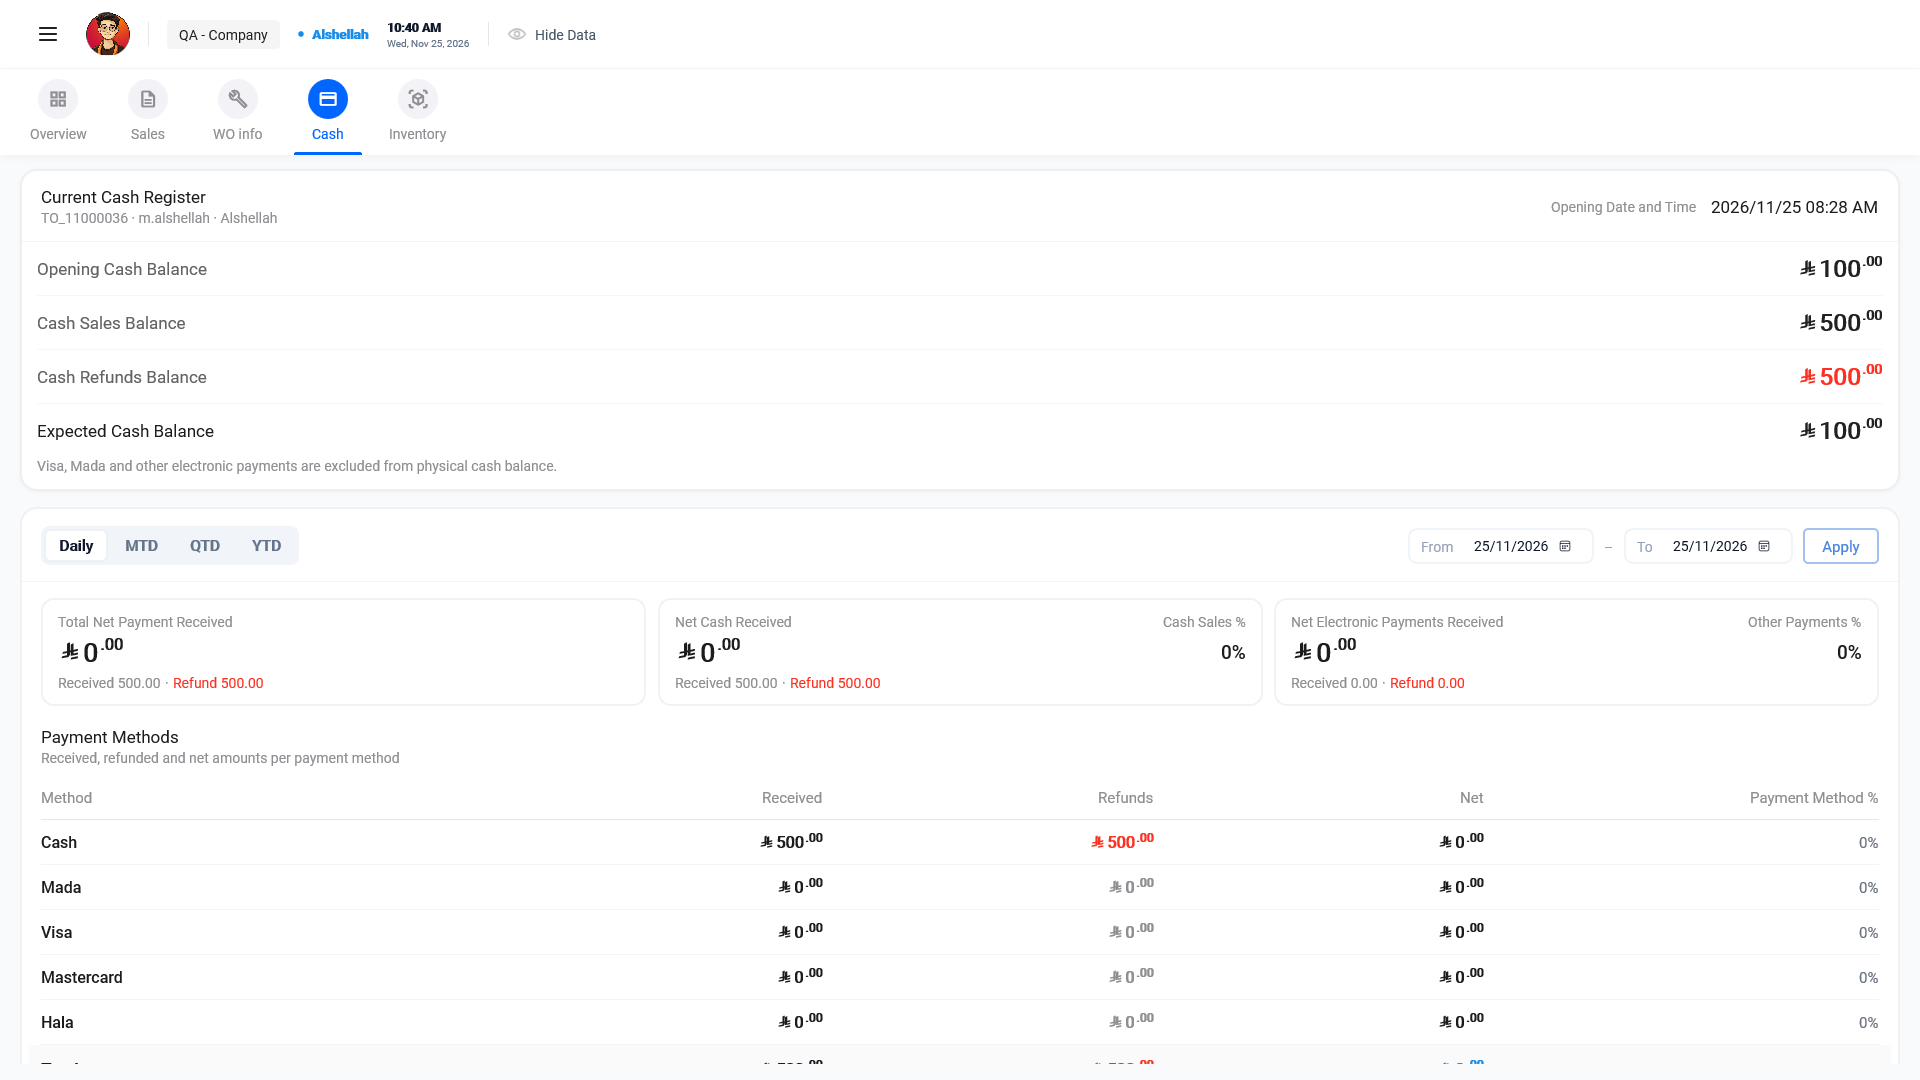 QA - Company
• Alshellah
10:40 AM
Wed, Nov 25, 2026
Hide Data
Overview
Sales
WO info
Cash
Inventory
Current Cash Register
TO_11000036 · m.alshellah · Alshellah
Opening Date and Time 2026/11/25 08:28 AM
Opening Cash Balance 100.00
Cash Sales Balance 500.00
Cash Refunds Balance 500.00
Expected Cash Balance 100.00
Visa, Mada and other electronic payments are excluded from physical cash balance.
Daily MTD QTD YTD
From 25/11/2026 – To 25/11/2026 Apply
Total Net Payment Received
0.00
Received 500.00 · Refund 500.00
Net Cash Received Cash Sales %
0.00 0%
Received 500.00 · Refund 500.00
Net Electronic Payments Received Other Payments %
0.00 0%
Received 0.00 · Refund 0.00
Payment Methods
Received, refunded and net amounts per payment method
Method Received Refunds Net Payment Method %
Cash 500.00 500.00 0.00 0%
Mada 0.00 0.00 0.00 0%
Visa 0.00 0.00 0.00 0%
Mastercard 0.00 0.00 0.00 0%
Hala 0.00 0.00 0.00 0%